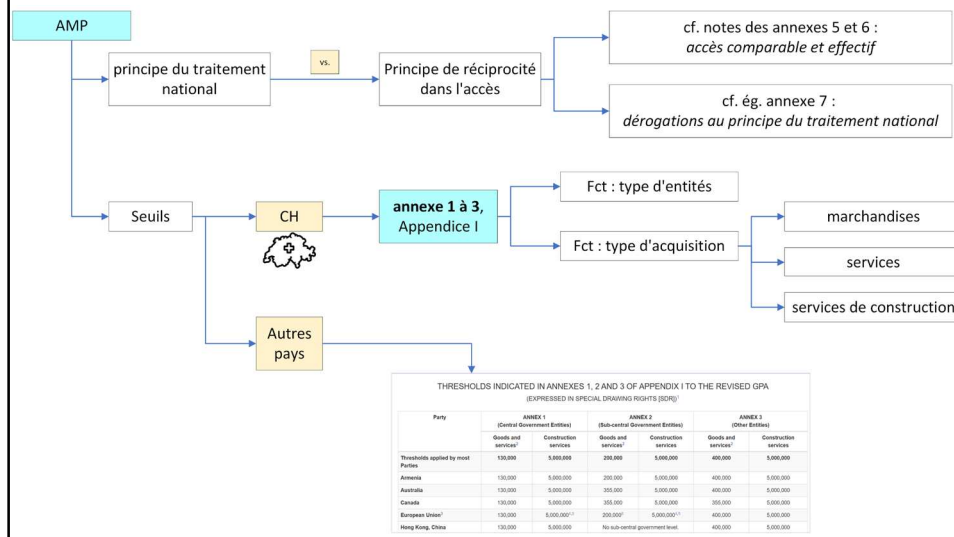 AMP
principe du traitement
national
vs.
Principe de réciprocité
dans l'accès
cf. notes des annexes 5 et 6 :
accès comparable et effectif
cf. ég. annexe 7 :
dérogations au principe du traitement national
Seuils
CH
annexe 1 à 3,
Appendice I
Fct : type d'entités
Fct : type d'acquisition
marchandises
services
services de construction
Autres
pays
THRESHOLDS INDICATED IN ANNEXES 1, 2 AND 3 OF APPENDIX I TO THE REVISED GPA
(EXPRESSED IN SPECIAL DRAWING RIGHTS [SDR])1
Party ANNEX 1 ANNEX 2 ANNEX 3
(Central Government Entities) (Sub-central Government Entities) (Other Entities)
Goods and Construction Goods and Construction Goods and Construction
services2 services services2 services services2 services
Thresholds applied by most 130,000 5,000,000 200,000 5,000,000 400,000 5,000,000
Parties
Armenia 130,000 5,000,000 200,000 5,000,000 400,000 5,000,000
Australia 130,000 5,000,000 355,000 5,000,000 400,000 5,000,000
Canada 130,000 5,000,000 355,000 5,000,000 355,000 5,000,000
European Union 130,000 5,000,000 200,000 5,000,000 400,000 5,000,000
Hong Kong, China 130,000 5,000,000 No sub-central government level. 400,000 5,000,000